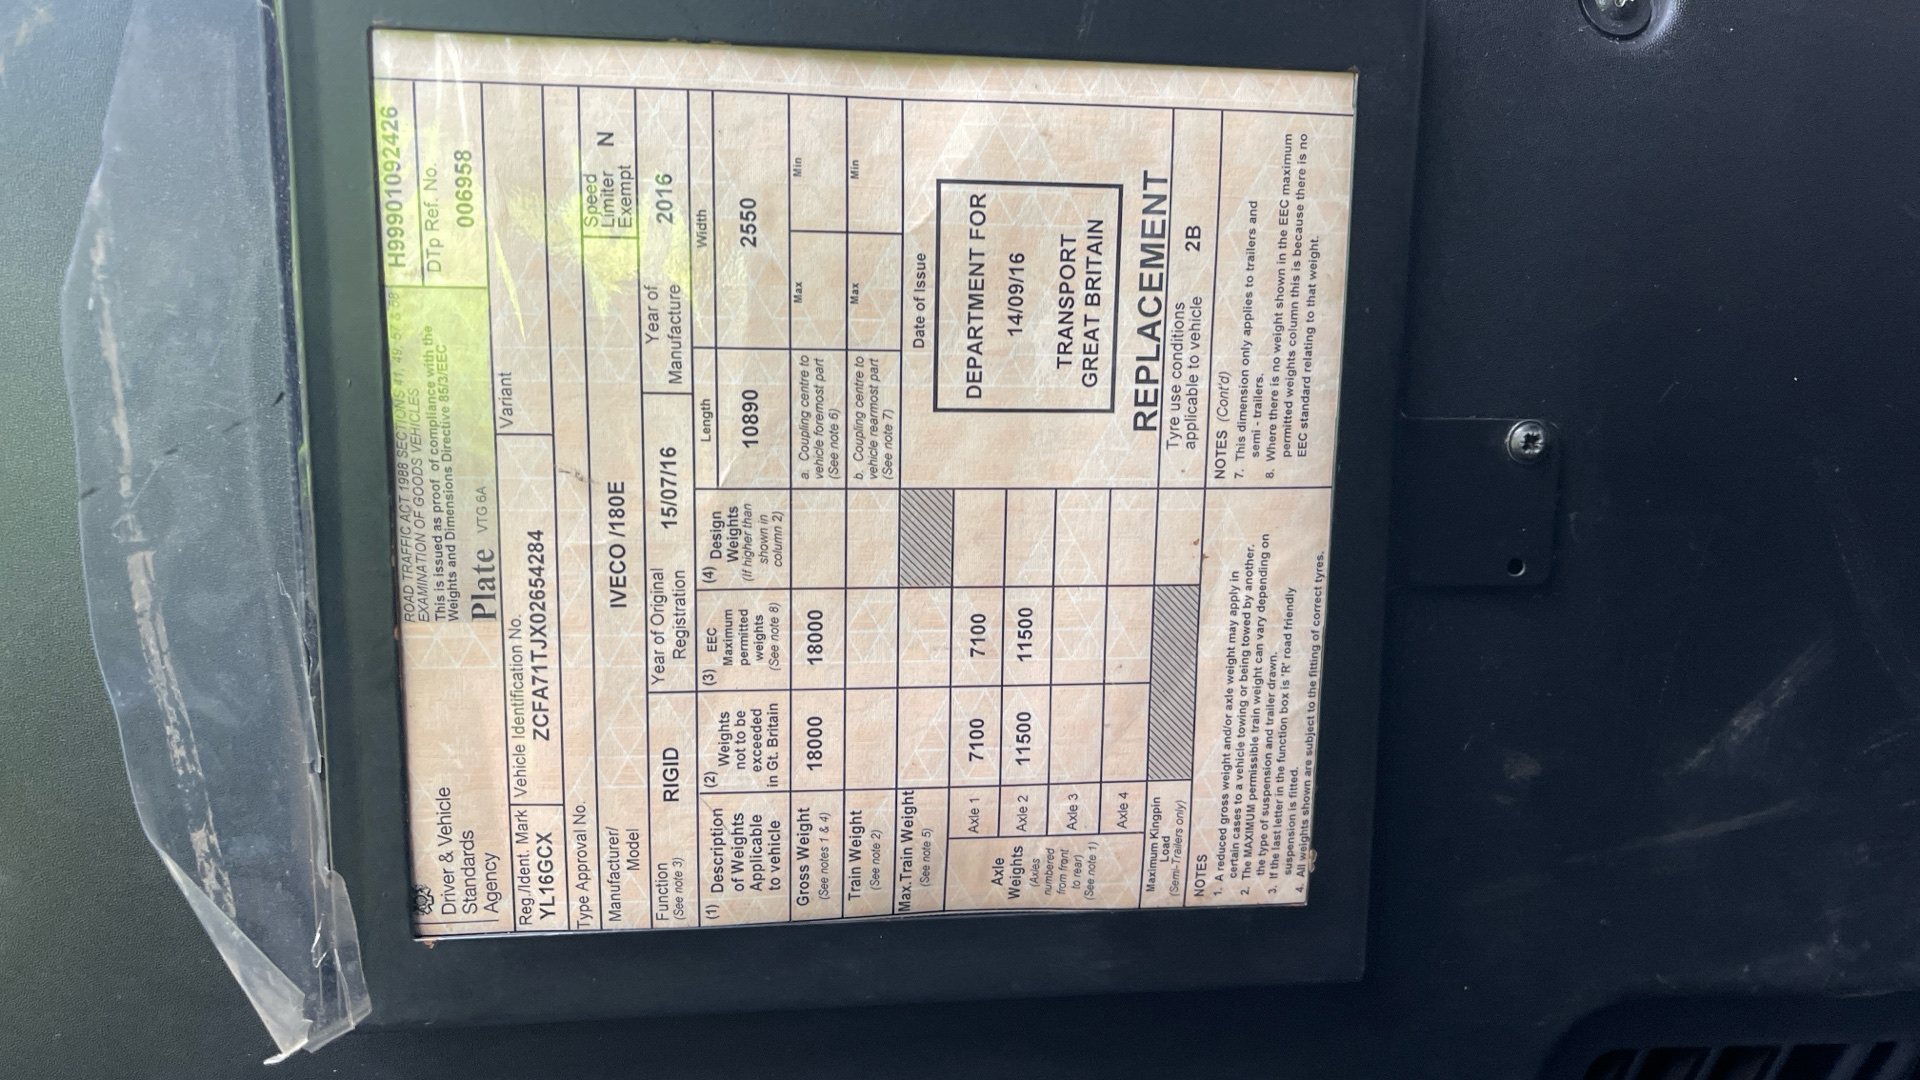 H99901092426
ROAD TRAFFIC ACT 1988 SECTIONS 41, 49, 57 & 58
EXAMINATION OF GOODS VEHICLES
This is issued as proof of compliance with the
Weights and Dimensions Directive 85/3/EEC
DTp Ref. No.
006958
Driver & Vehicle
Standards
Agency
Plate VTG 6A
Reg./Ident. Mark
YL16GCX
Vehicle Identification No.
ZCFA71TJX02654284
Variant
Type Approval No.
Manufacturer/
Model
IVECO /180E
Speed
Limiter
Exempt
N
Function
(See note 3)
RIGID
Year of Original
Registration
15/07/16
Year of
Manufacture
2016
(1) Description
of Weights
Applicable
to vehicle
(2) Weights
not to be
exceeded
in Gt. Britain
(3) EEC
Maximum
permitted
weights
(See note 8)
(4) Design
Weights
(If higher than
shown in
column 2)
Length
10890
Width
2550
Gross Weight
(See notes 1 & 4)
18000
18000
a. Coupling centre to
vehicle foremost part
(See note 6)
Max
Min
Train Weight
(See note 2)
b. Coupling centre to
vehicle rearmost part
(See note 7)
Max
Min
Max.Train Weight
(See note 5)
Date of Issue
Axle
Weights
(Axles
numbered
from front
to rear)
(See note 1)
Axle 1
7100
7100
Axle 2
11500
11500
Axle 3
Axle 4
DEPARTMENT FOR
14/09/16
TRANSPORT
GREAT BRITAIN
REPLACEMENT
Maximum Kingpin
Load
(Semi-Trailers only)
Tyre use conditions
applicable to vehicle
2B
NOTES
1. A reduced gross weight and/or axle weight may apply in
certain cases to a vehicle towing or being towed by another.
2. The MAXIMUM permissible train weight can vary depending on
the type of suspension and trailer drawn.
3. If the last letter in the function box is 'R' road friendly
suspension is fitted.
4. All weights shown are subject to the fitting of correct tyres.
NOTES (Cont'd)
7. This dimension only applies to trailers and
semi - trailers.
8. Where there is no weight shown in the EEC maximum
permitted weights column this is because there is no
EEC standard relating to that weight.